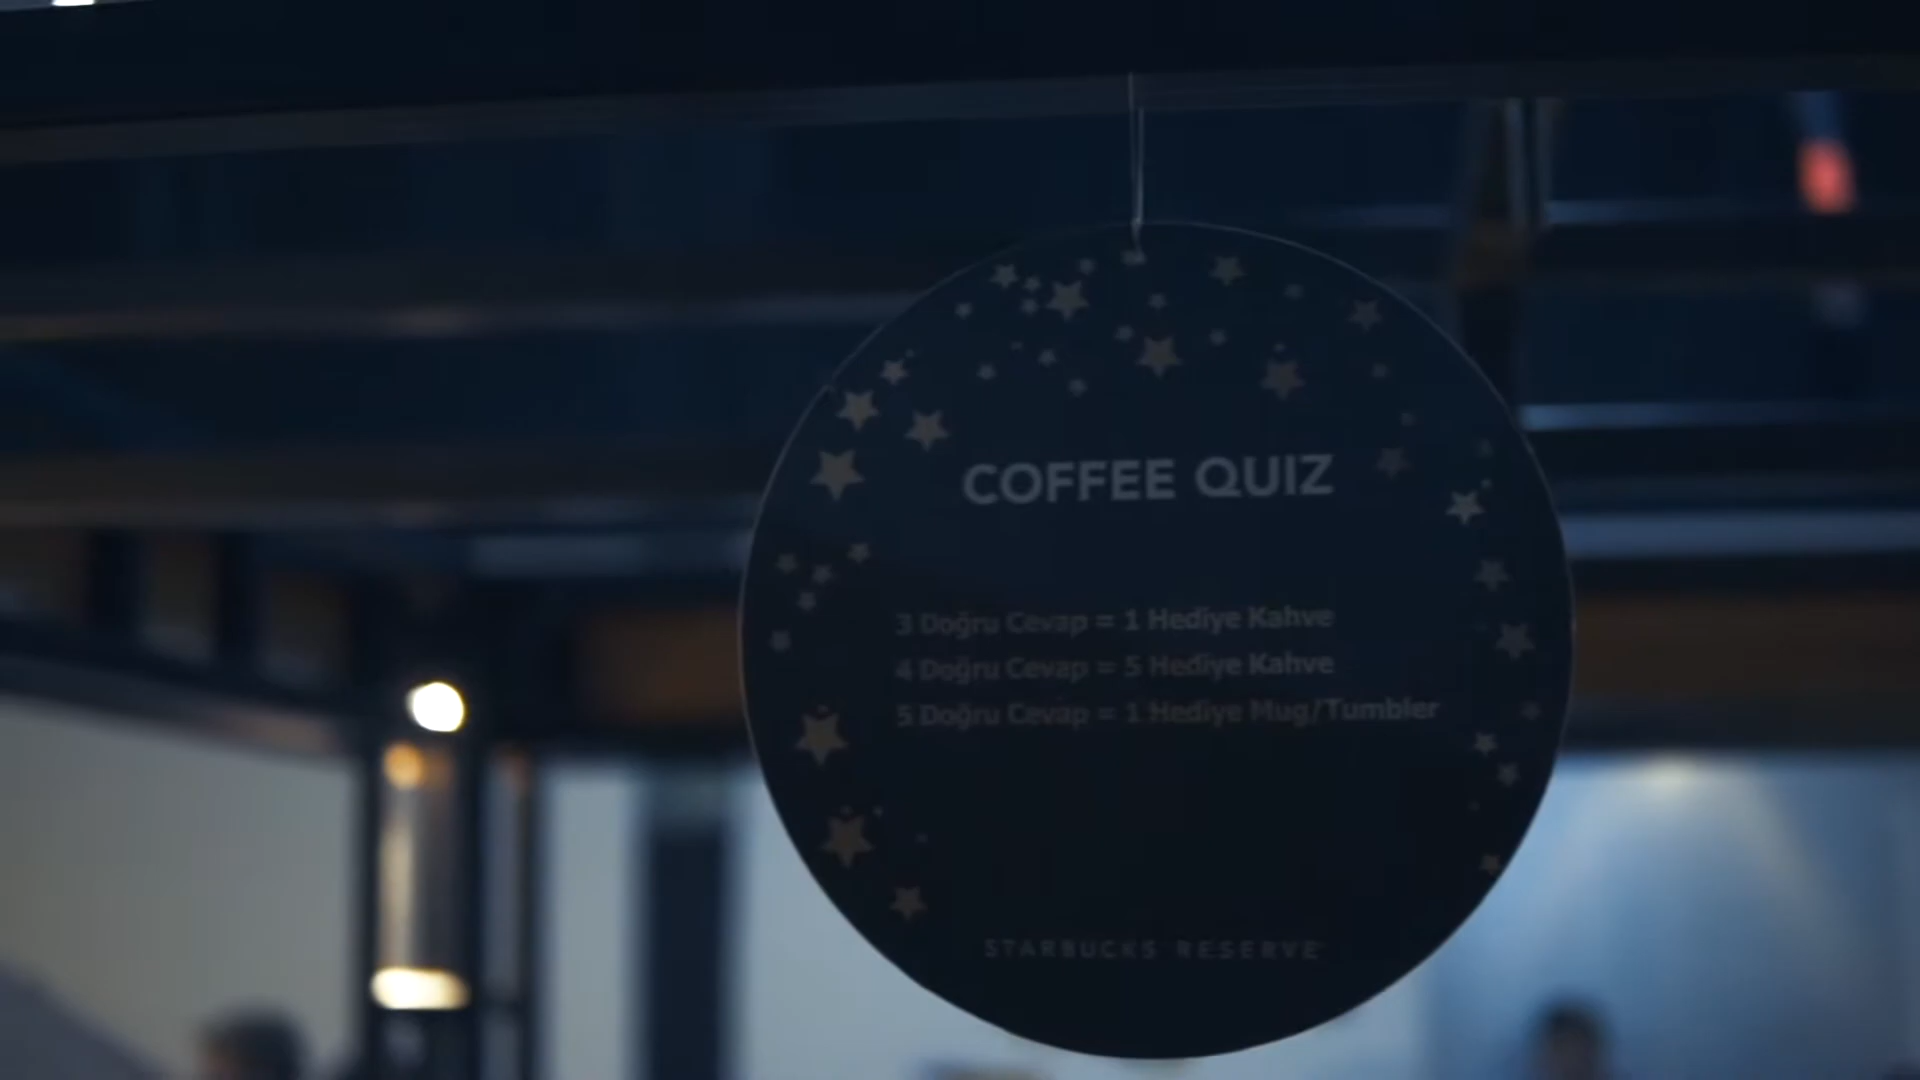 COFFEE QUIZ
3 Doğru Cevap = 1 Hediye Kahve
4 Doğru Cevap = 5 Hediye Kahve
5 Doğru Cevap = 1 Hediye Mug/Tumbler
STARBUCKS RESERVE